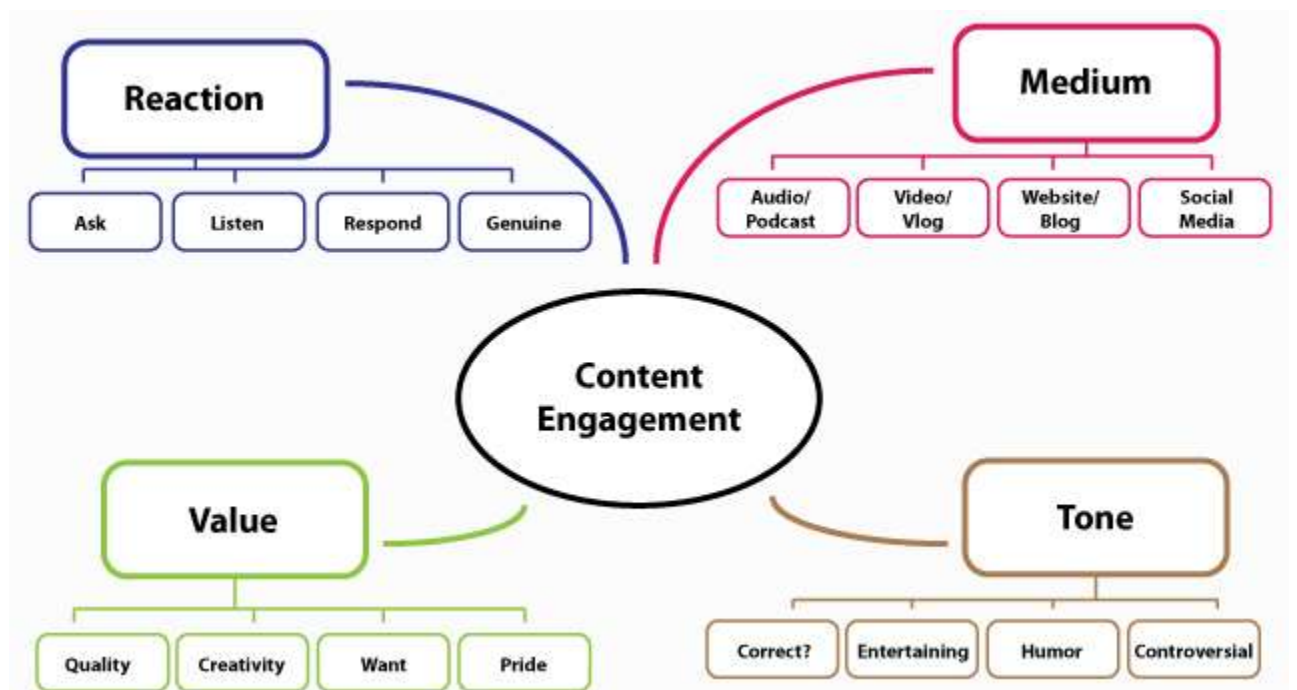 Reaction
Ask
Listen
Respond
Genuine
Medium
Audio/
Podcast
Video/
Vlog
Website/
Blog
Social
Media
Content
Engagement
Value
Quality
Creativity
Want
Pride
Tone
Correct?
Entertaining
Humor
Controversial